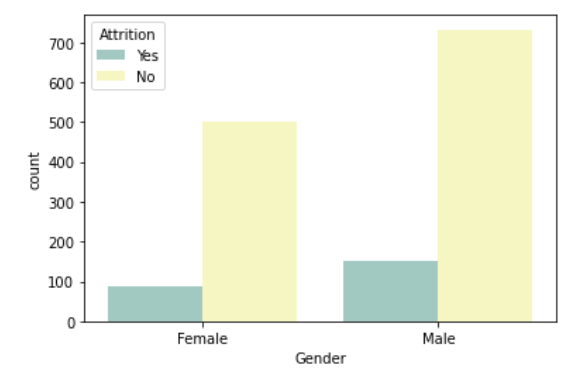 Attrition
Yes
No
700
600
500
400
300
200
100
0
count
Female
Male
Gender